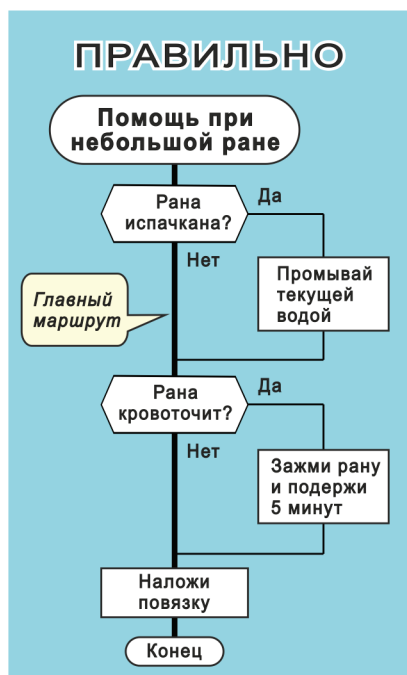 ПРАВИЛЬНО
Помощь при
небольшой ране
Рана
испачкана?
Да
Нет
Промывай
текущей
водой
Главный
маршрут
Рана
кровоточит?
Да
Нет
Зажми рану
и подержи
5 минут
Наложи
повязку
Конец